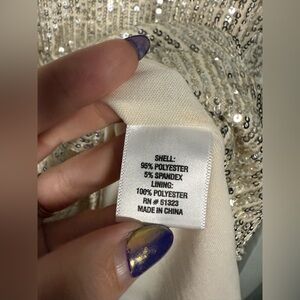 SHELL:
95% POLYESTER
5% SPANDEX
LINING:
100% POLYESTER
RN # 51323
MADE IN CHINA